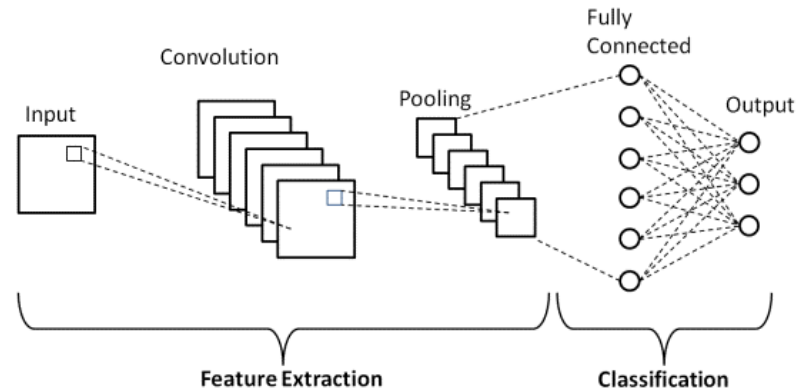 Input
Convolution
Pooling
Fully
Connected
Output
Feature Extraction
Classification